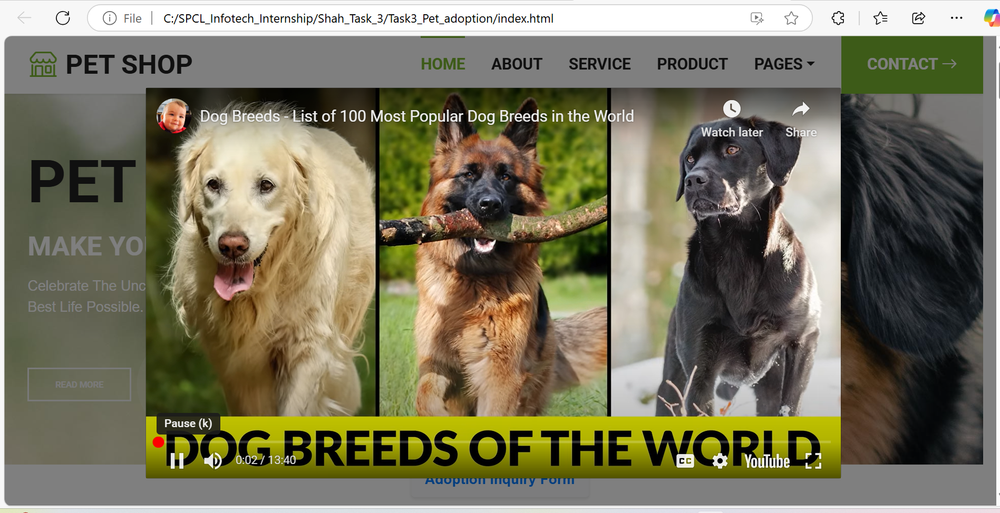 File
C:/SPCL_Infotech_Internship/Shah_Task_3/Task3_Pet_adoption/index.html
PET SHOP
HOME
ABOUT
SERVICE
PRODUCT
PAGES
CONTACT
Dog Breeds - List of 100 Most Popular Dog Breeds in the World
Watch later
Share
PET
MAKE YO
Celebrate The Unc
Best Life Possible.
READ MORE
Pause (k)
DOG BREEDS OF THE WORLD
0:02 / 13:40
CC
YouTube
Adoption Inquiry Form